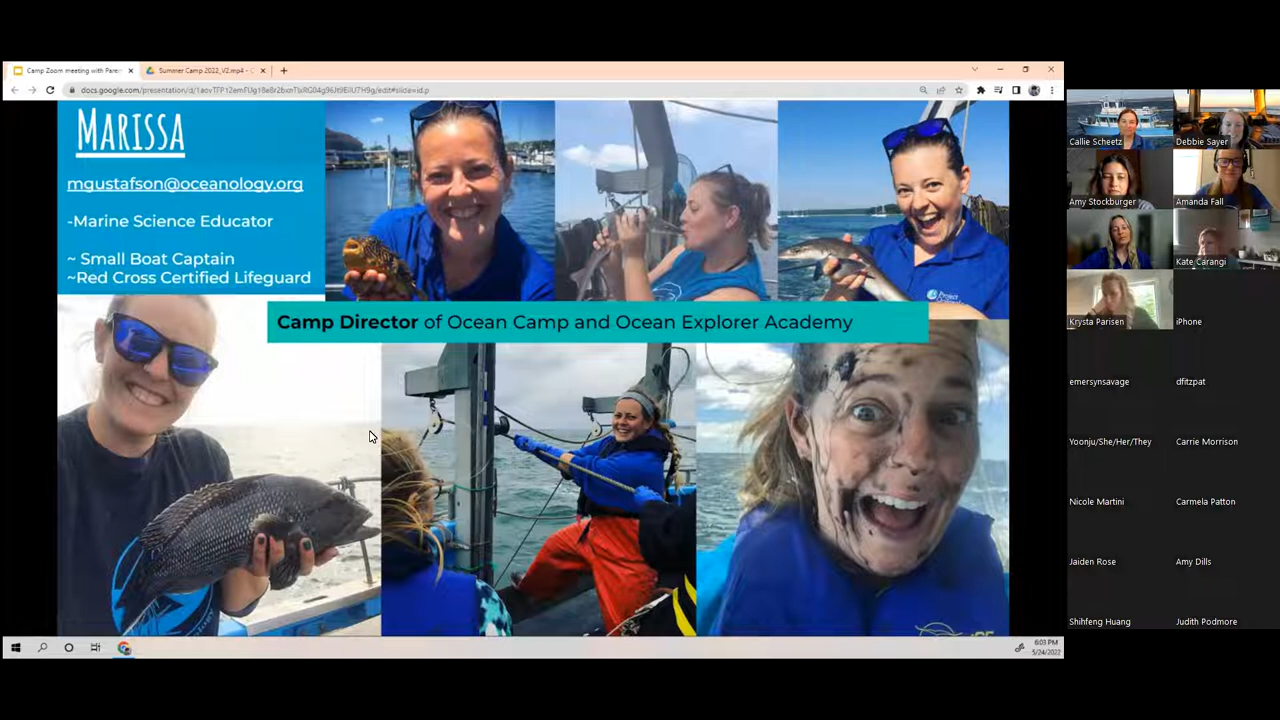 Camp Zoom meeting with Paren
Summer Camp 2022_V2.mp4 - G
MARISSA
mgustafson@oceanology.org
-Marine Science Educator
~ Small Boat Captain
~Red Cross Certified Lifeguard
Project
Camp Director of Ocean Camp and Ocean Explorer Academy
Callie Scheetz
Debbie Sayer
Amy Stockburger
Amanda Fall
Kate Carangi
Krysta Parisen
iPhone
emersynsavage
dfitzpat
Yoonju/She/Her/They
Carrie Morrison
Nicole Martini
Carmela Patton
Jaiden Rose
Amy Dills
Shihfeng Huang
Judith Podmore
6:03 PM
5/24/2022